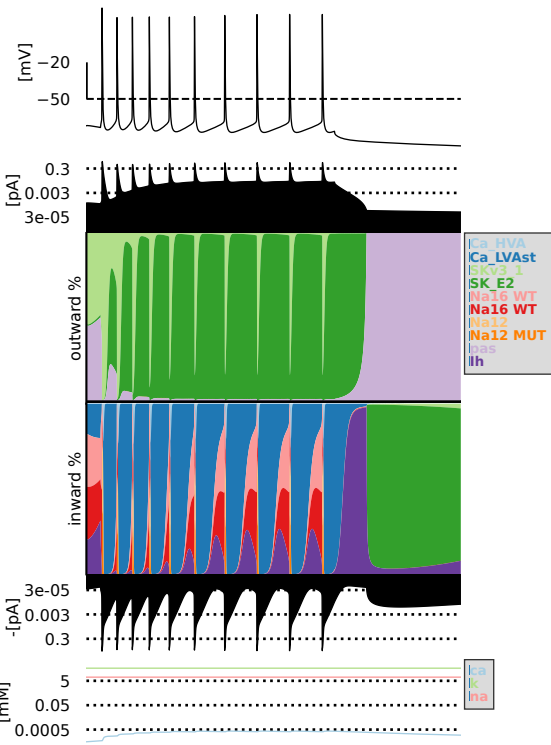 [mV]
−20
−50
[pA]
0.3
0.003
3e-05
outward %
Ca_HVA
Ca_LVAst
SKv3_1
SK_E2
Na16 WT
Na16 WT
Na12
Na12 MUT
pas
Ih
inward %
-[pA]
3e-05
0.003
0.3
[mM]
5
0.05
0.0005
ca
k
na